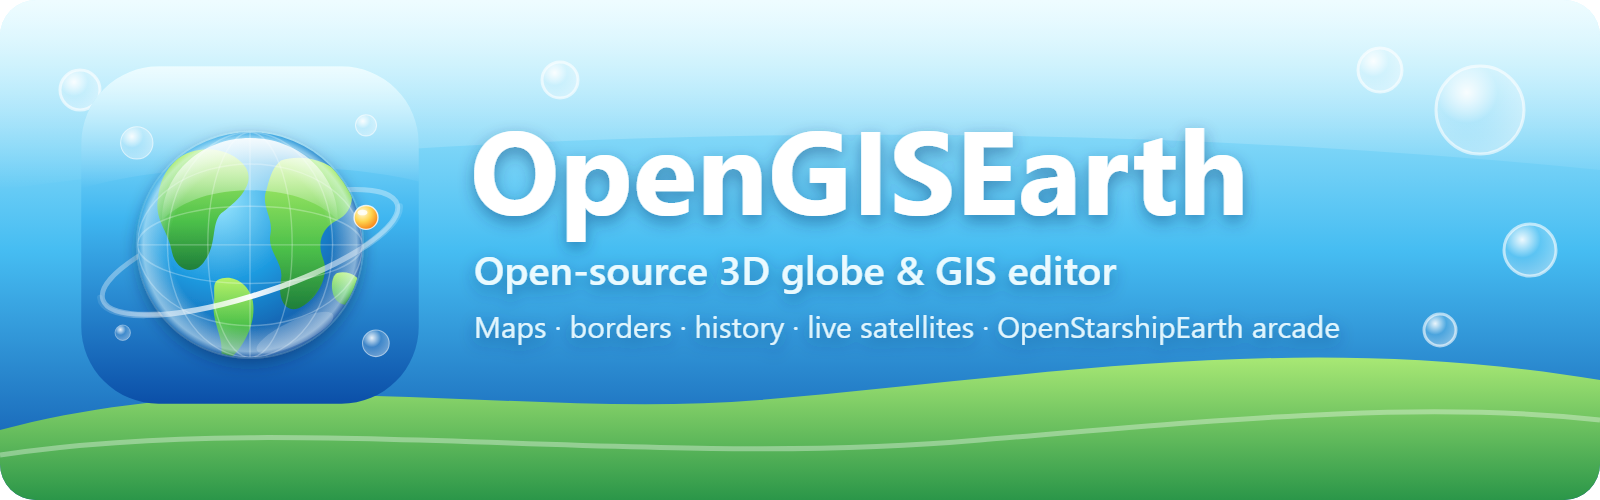 OpenGISEarth
Open-source 3D globe & GIS editor
Maps · borders · history · live satellites · OpenStarshipEarth arcade